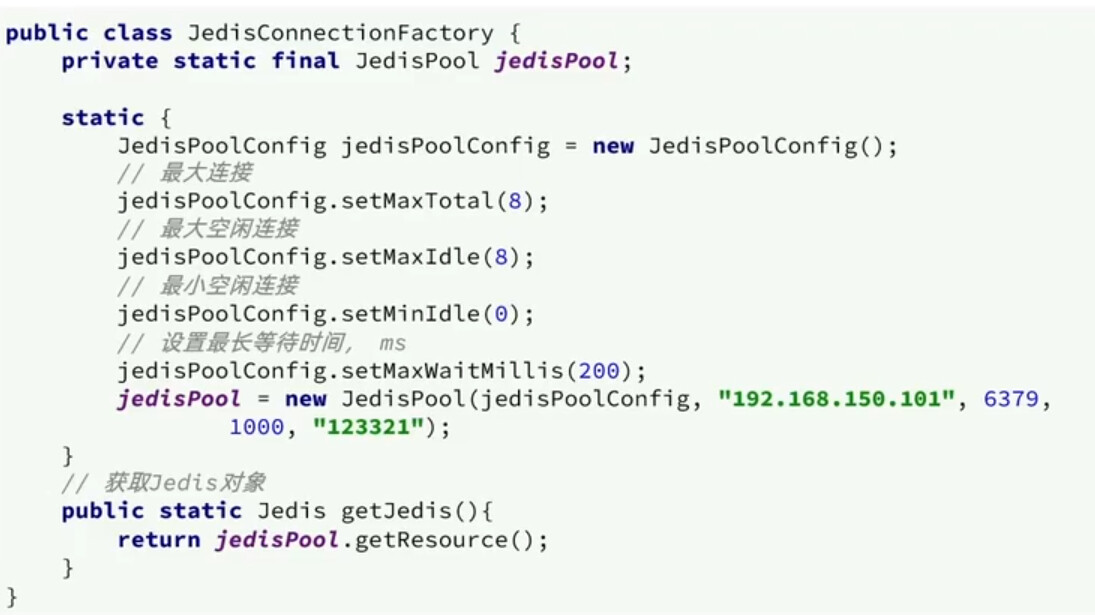 public class JedisConnectionFactory {
    private static final JedisPool jedisPool;
    static {
        JedisPoolConfig jedisPoolConfig = new JedisPoolConfig();
        // 最大连接
        jedisPoolConfig.setMaxTotal(8);
        // 最大空闲连接
        jedisPoolConfig.setMaxIdle(8);
        // 最小空闲连接
        jedisPoolConfig.setMinIdle(0);
        // 设置最长等待时间， ms
        jedisPoolConfig.setMaxWaitMillis(200);
        jedisPool = new JedisPool(jedisPoolConfig, "192.168.150.101", 6379,
                1000, "123321");
    }
    // 获取Jedis对象
    public static Jedis getJedis(){
        return jedisPool.getResource();
    }
}